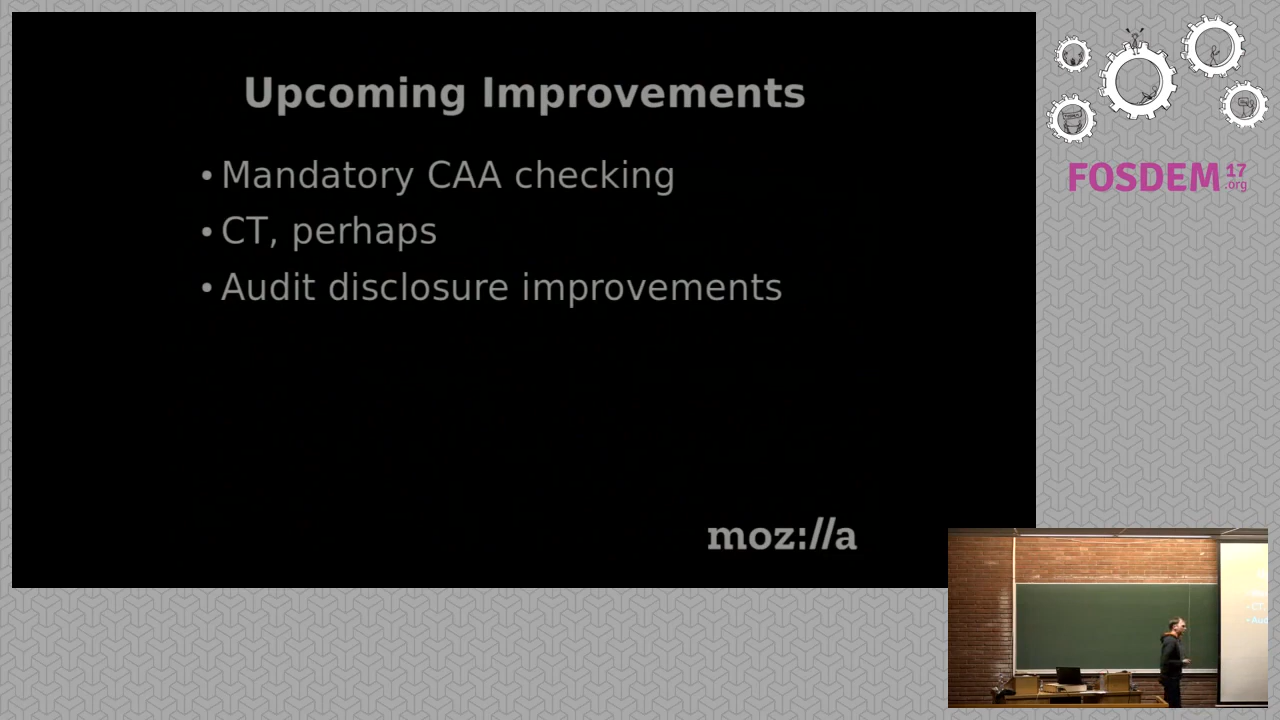 Upcoming Improvements
• Mandatory CAA checking
• CT, perhaps
• Audit disclosure improvements
moz://a
FOSDEM 17
.org